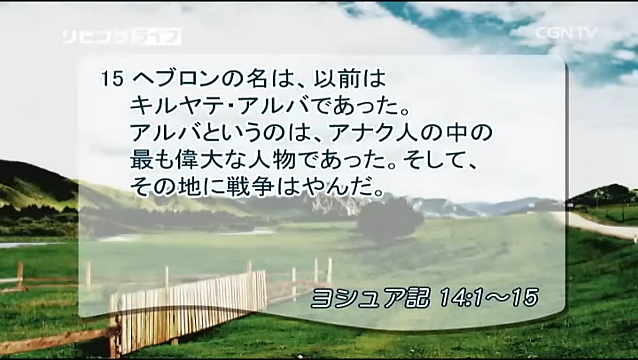 リビングライフ
CGNTV
15 ヘブロンの名は、以前は
キルヤテ・アルバであった。
アルバというのは、アナク人の中の
最も偉大な人物であった。そして、
その地に戦争はやんだ。
ヨシュア記 14:1～15